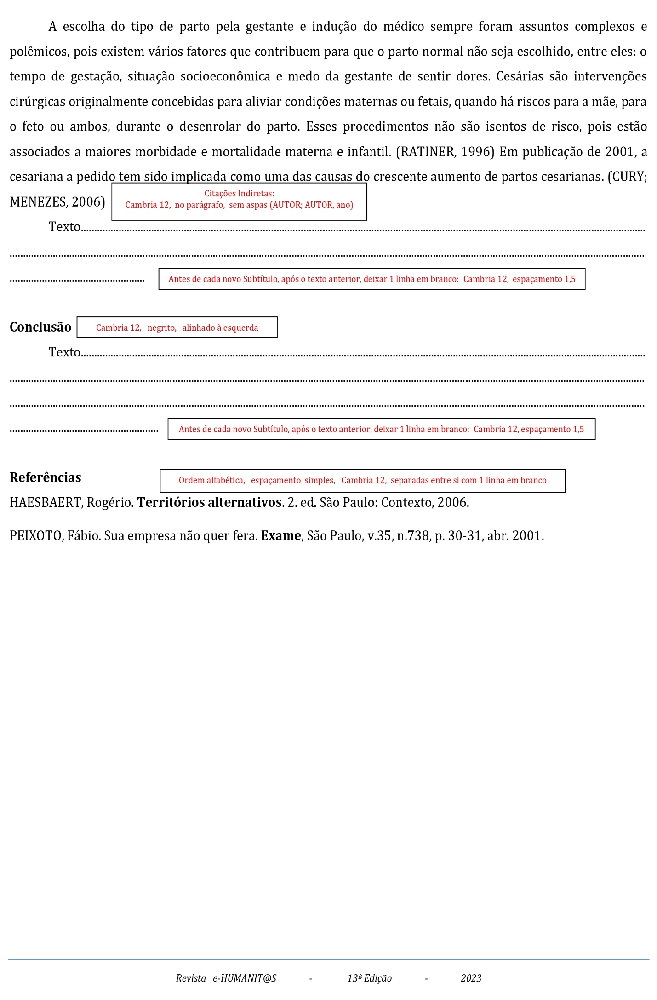 A escolha do tipo de parto pela gestante e indução do médico sempre foram assuntos complexos e
polêmicos, pois existem vários fatores que contribuem para que o parto normal não seja escolhido, entre eles: o
tempo de gestação, situação socioeconômica e medo da gestante de sentir dores. Cesárias são intervenções
cirúrgicas originalmente concebidas para aliviar condições maternas ou fetais, quando há riscos para a mãe, para
o feto ou ambos, durante o desenrolar do parto. Esses procedimentos não são isentos de risco, pois estão
associados a maiores morbidade e mortalidade materna e infantil. (RATINER, 1996) Em publicação de 2001, a
cesariana a pedido tem sido implicada como uma das causas do crescente aumento de partos cesarianas. (CURY;
MENEZES, 2006)
Citações Indiretas:
Cambria 12, no parágrafo, sem aspas (AUTOR; AUTOR, ano)
Texto................................................................................
................................................................................
........................................ Antes de cada novo Subtítulo, após o texto anterior, deixar 1 linha em branco: Cambria 12, espaçamento 1,5
Conclusão Cambria 12, negrito, alinhado à esquerda
Texto................................................................................
................................................................................
................................................................................
........................................ Antes de cada novo Subtítulo, após o texto anterior, deixar 1 linha em branco: Cambria 12, espaçamento 1,5
Referências Ordem alfabética, espaçamento simples, Cambria 12, separadas entre si com 1 linha em branco
HAESBAERT, Rogério. Territórios alternativos. 2. ed. São Paulo: Contexto, 2006.
PEIXOTO, Fábio. Sua empresa não quer fera. Exame, São Paulo, v.35, n.738, p. 30-31, abr. 2001.
Revista e-HUMANIT@S - 13ª Edição - 2023